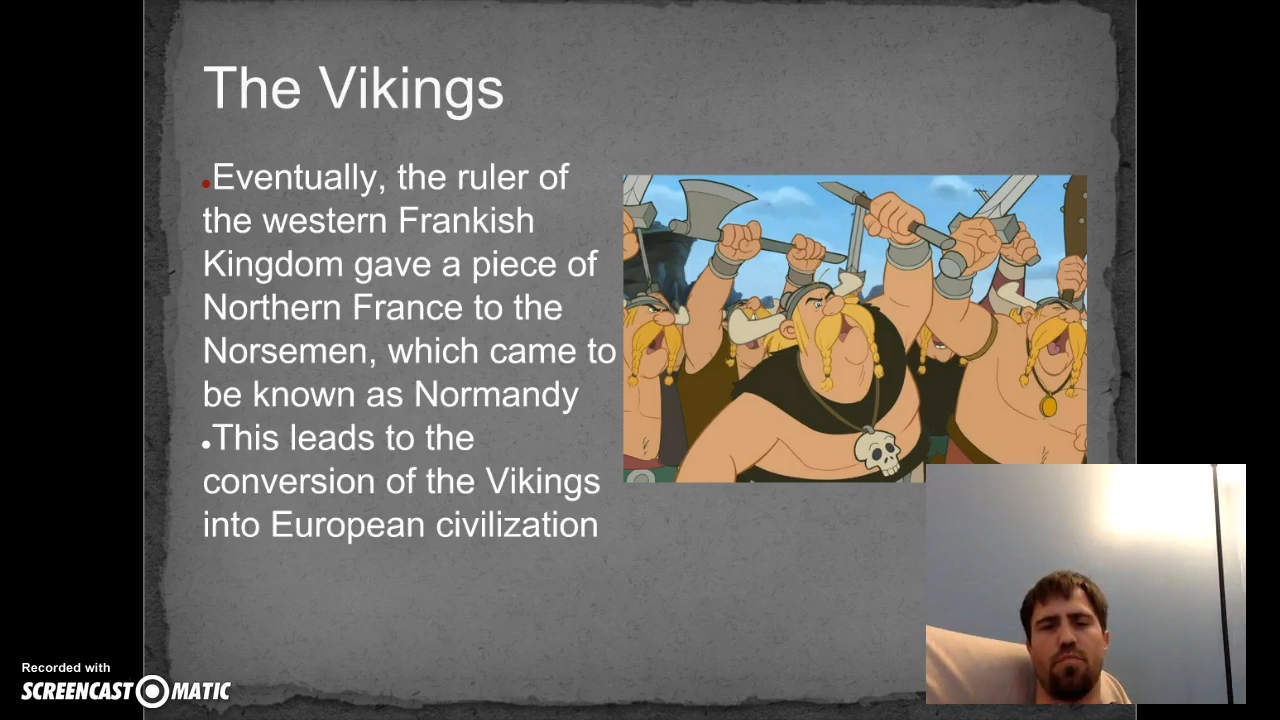 The Vikings
•Eventually, the ruler of
the western Frankish
Kingdom gave a piece of
Northern France to the
Norsemen, which came to
be known as Normandy
•This leads to the
conversion of the Vikings
into European civilization
Recorded with
SCREENCAST MATIC